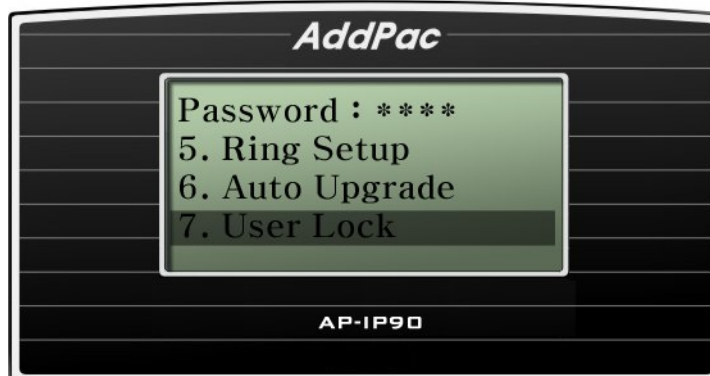 AddPac
Password : ****
5. Ring Setup
6. Auto Upgrade
7. User Lock
AP-IP90